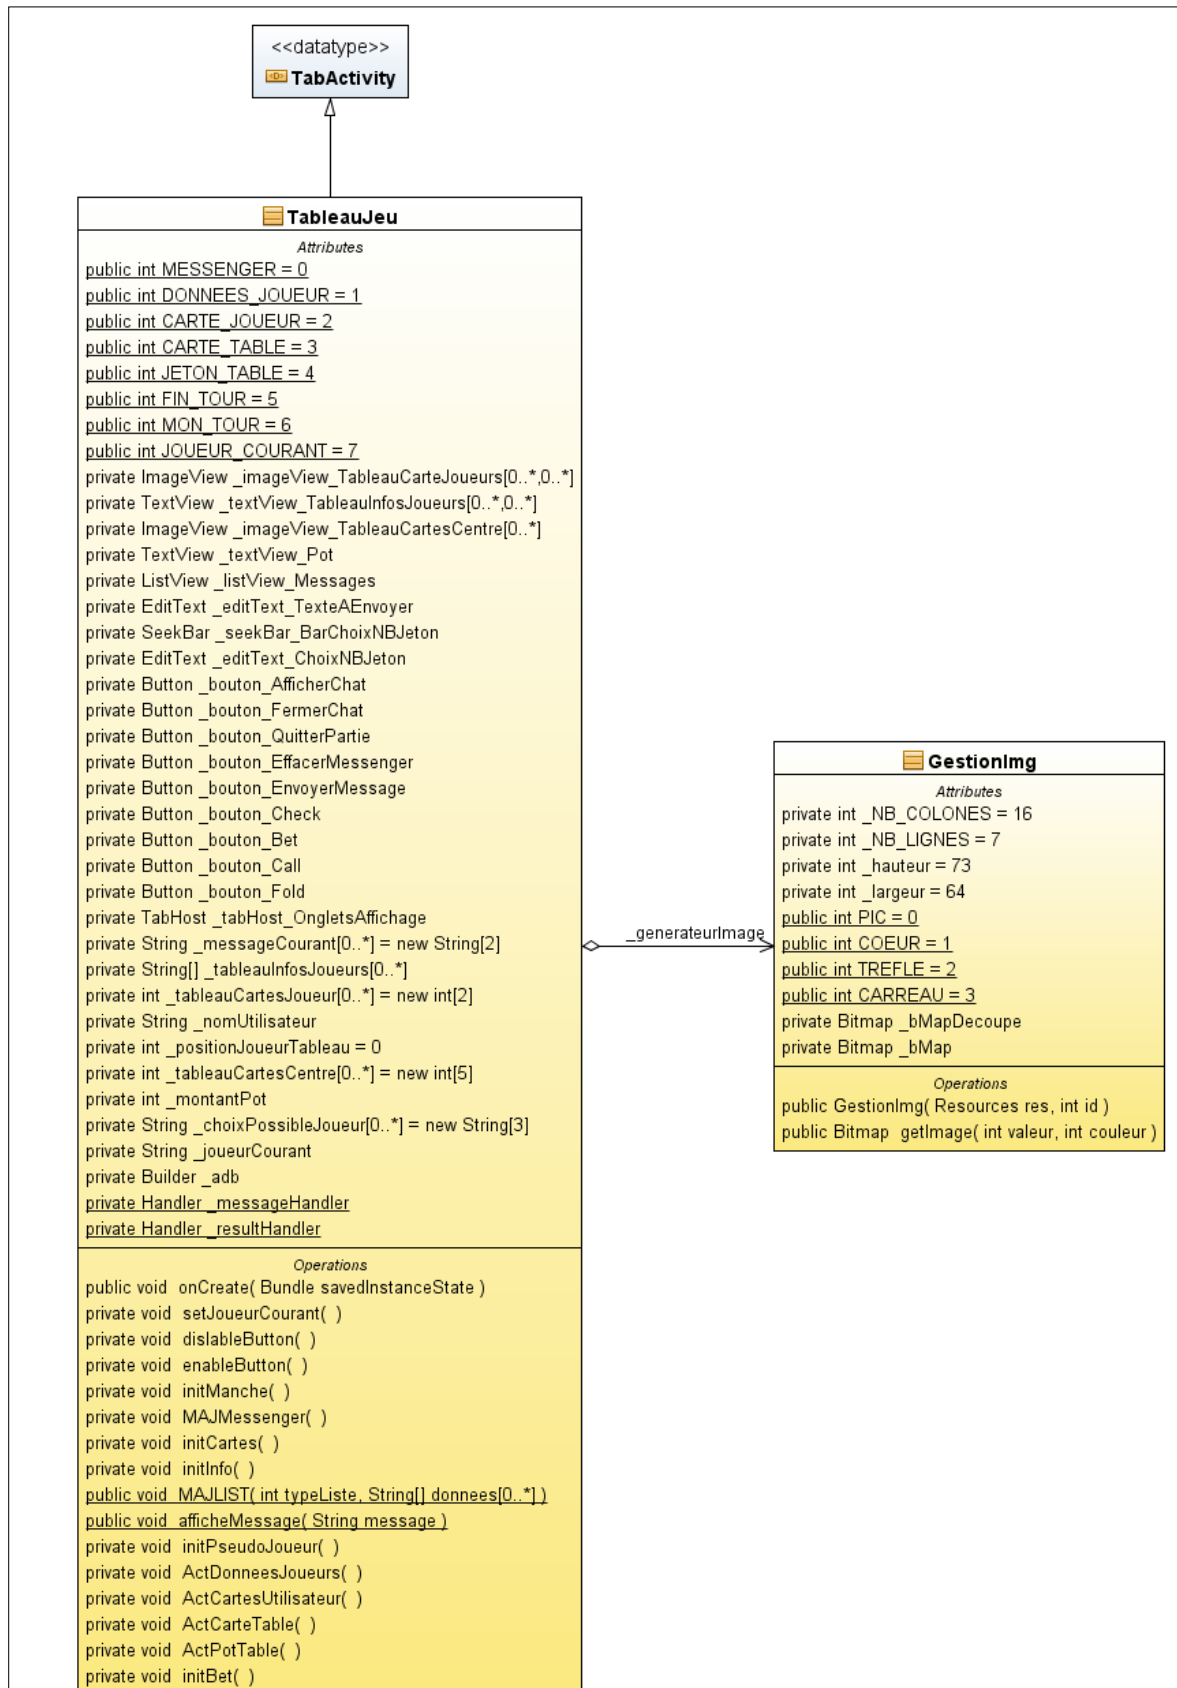 <<datatype>>
TabActivity
TableauJeu
Attributes
public int MESSENGER = 0
public int DONNEES_JOUEUR = 1
public int CARTE_JOUEUR = 2
public int CARTE_TABLE = 3
public int JETON_TABLE = 4
public int FIN_TOUR = 5
public int MON_TOUR = 6
public int JOUEUR_COURANT = 7
private ImageView _imageView_TableauCarteJoueurs[0..*,0..*]
private TextView _textView_TableauInfosJoueurs[0..*,0..*]
private ImageView _imageView_TableauCartesCentre[0..*]
private TextView _textView_Pot
private ListView _listView_Messages
private EditText _editText_TexteAEnvoyer
private SeekBar _seekBar_BarChoixNBJeton
private EditText _editText_ChoixNBJeton
private Button _bouton_AfficherChat
private Button _bouton_FermerChat
private Button _bouton_QuitterPartie
private Button _bouton_EffacerMessenger
private Button _bouton_EnvoyerMessage
private Button _bouton_Check
private Button _bouton_Bet
private Button _bouton_Call
private Button _bouton_Fold
private TabHost _tabHost_OngletsAffichage
private String _messageCourant[0..*] = new String[2]
private String[] _tableauInfosJoueurs[0..*]
private int _tableauCartesJoueur[0..*] = new int[2]
private String _nomUtilisateur
private int _positionJoueurTableau = 0
private int _tableauCartesCentre[0..*] = new int[5]
private int _montantPot
private String _choixPossibleJoueur[0..*] = new String[3]
private String _joueurCourant
private Builder _adb
private Handler _messageHandler
private Handler _resultHandler
Operations
public void onCreate( Bundle savedInstanceState )
private void setJoueurCourant( )
private void dislableButton( )
private void enableButton( )
private void initManche( )
private void MAJMessenger( )
private void initCartes( )
private void initInfo( )
public void MAJLIST( int typeListe, String[] donnees[0..*] )
public void afficheMessage( String message )
private void initPseudoJoueur( )
private void ActDonneesJoueurs( )
private void ActCartesUtilisateur( )
private void ActCarteTable( )
private void ActPotTable( )
private void initBet( )
_generateurImage
GestionImg
Attributes
private int _NB_COLONES = 16
private int _NB_LIGNES = 7
private int _hauteur = 73
private int _largeur = 64
public int PIC = 0
public int COEUR = 1
public int TREFLE = 2
public int CARREAU = 3
private Bitmap _bMapDecoupe
private Bitmap _bMap
Operations
public GestionImg( Resources res, int id )
public Bitmap getImage( int valeur, int couleur )